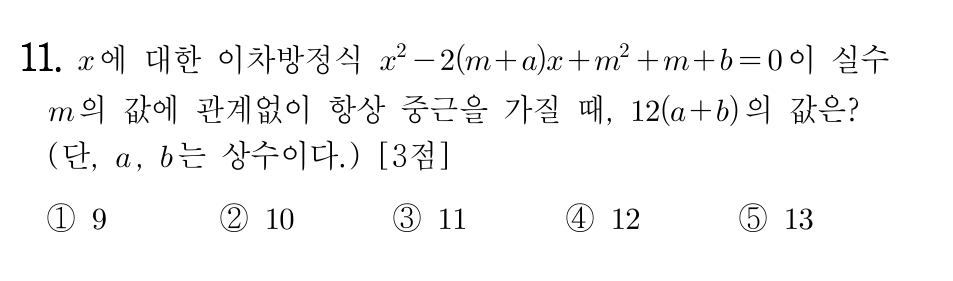 11. x에 대한 이차방정식 x²−2(m+a)x+m²+m+b=0이 실수
m의 값에 관계없이 항상 중근을 가질 때, 12(a+b)의 값은?
(단, a, b는 상수이다.) [3점]
① 9 ② 10 ③ 11 ④ 12 ⑤ 13